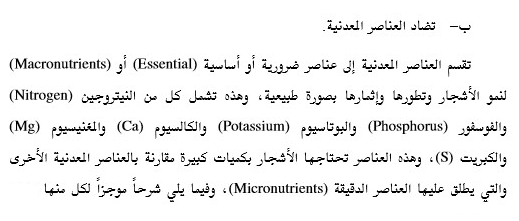 ب- تضاد العناصر المعدنية.
تقسم العناصر المعدنية إلى عناصر ضرورية أو أساسية (Essential) أو (Macronutrients)
لنمو الأشجار وتطورها وإثمارها بصورة طبيعية، وهذه تشمل كل من النيتروجين (Nitrogen)
والفوسفور (Phosphorus) والبوتاسيوم (Potassium) والكالسيوم (Ca) والمغنيسيوم (Mg)
والكبريت (S)، وهذه العناصر تحتاجها الأشجار بكميات كبيرة مقارنة بالعناصر المعدنية الأخرى
والتي يطلق عليها العناصر الدقيقة (Micronutrients)، وفيما يلي شرحاً موجزاً لكل منها